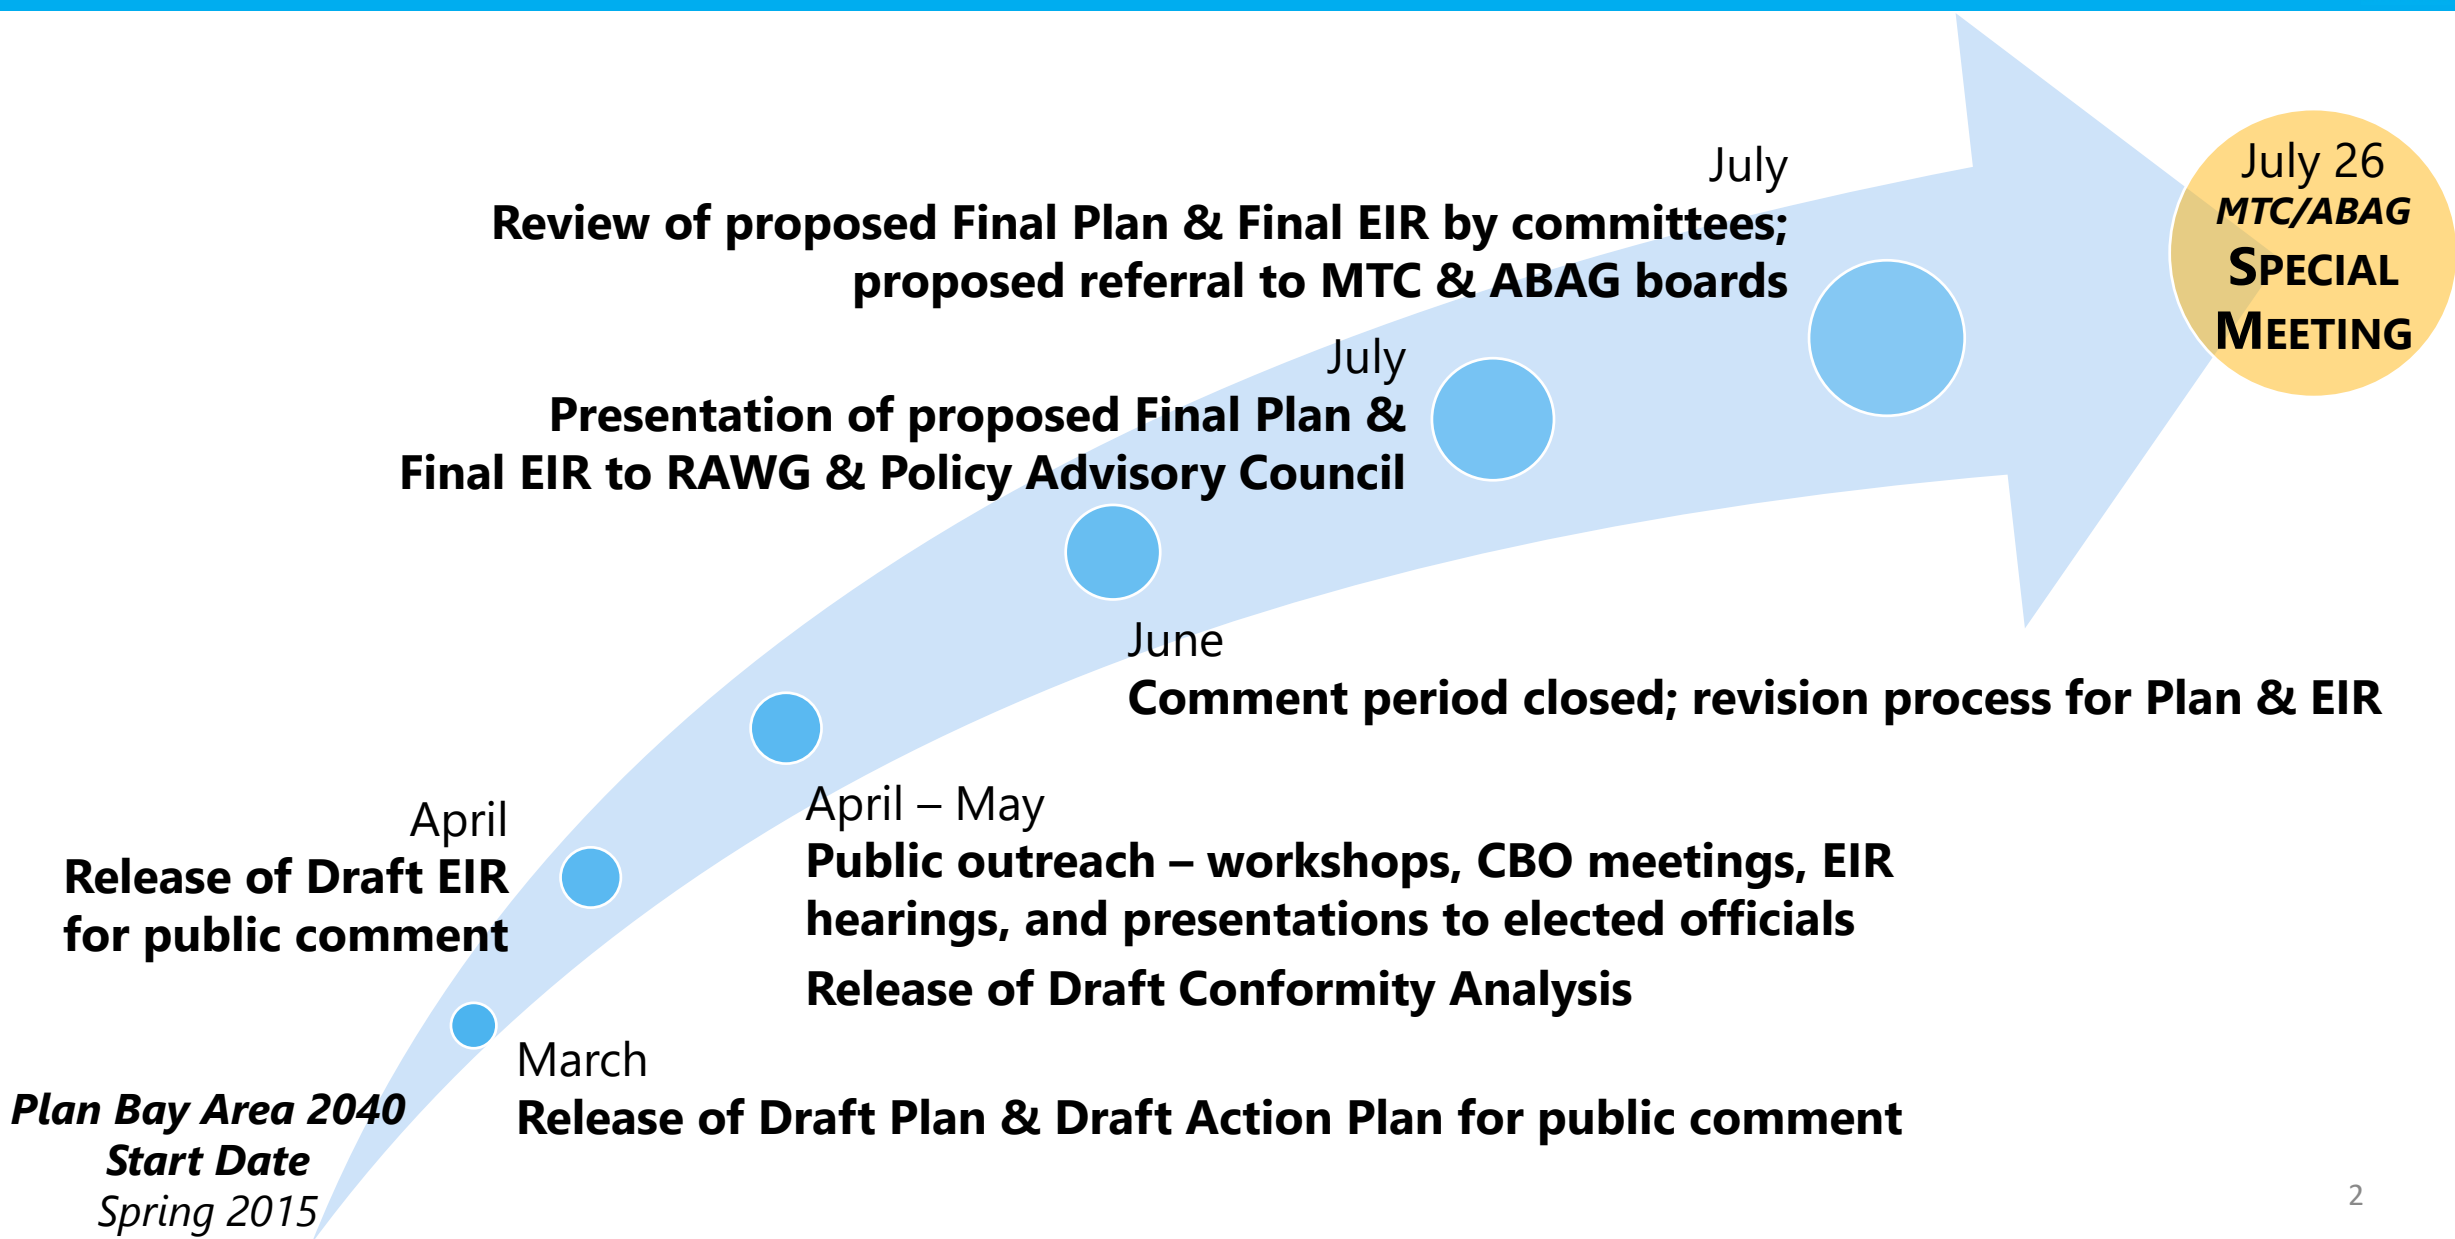 July
Review of proposed Final Plan & Final EIR by committees;
proposed referral to MTC & ABAG boards
July 26
MTC/ABAG
SPECIAL
MEETING
July
Presentation of proposed Final Plan &
Final EIR to RAWG & Policy Advisory Council
June
Comment period closed; revision process for Plan & EIR
April
Release of Draft EIR
for public comment
April – May
Public outreach – workshops, CBO meetings, EIR
hearings, and presentations to elected officials
Release of Draft Conformity Analysis
March
Release of Draft Plan & Draft Action Plan for public comment
Plan Bay Area 2040
Start Date
Spring 2015
2